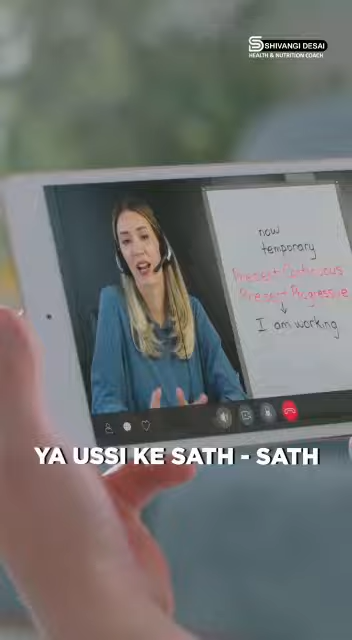 SHIVANGI DESAI
HEALTH & NUTRITION COACH
now
temporary
Present Continuous
Present Progressive
I am working
YA USSI KE SATH - SATH